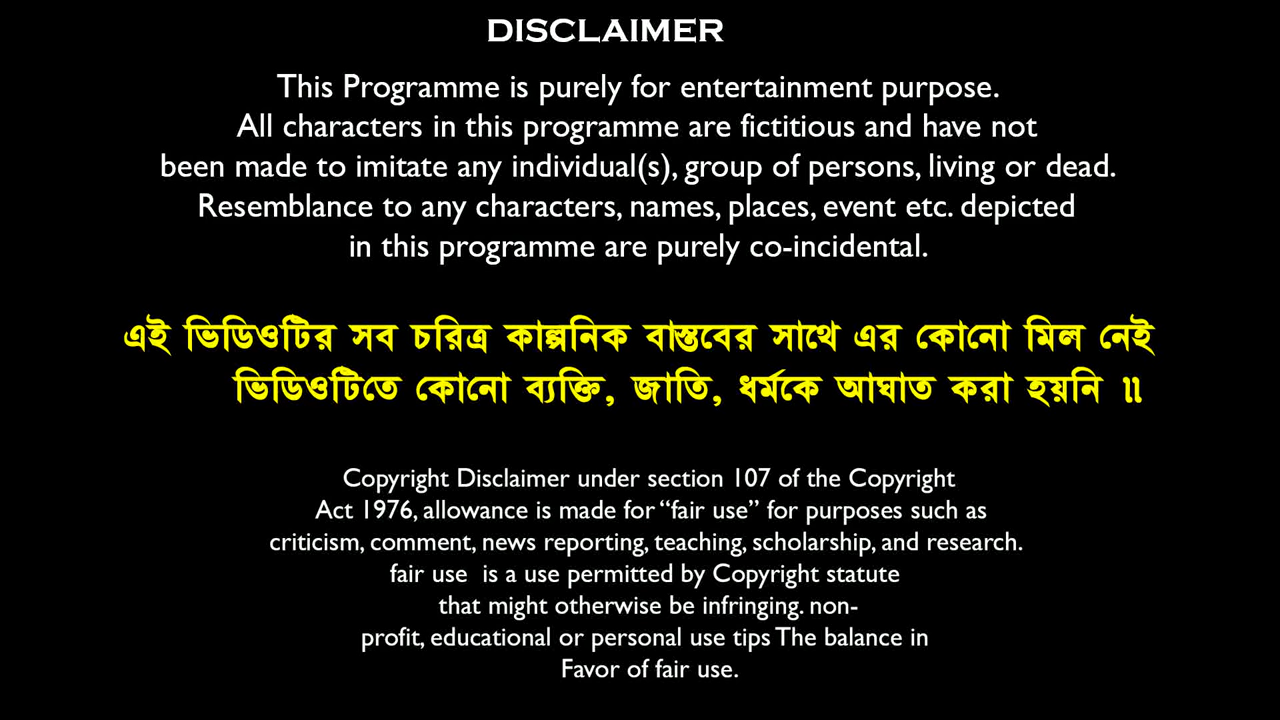 DISCLAIMER
This Programme is purely for entertainment purpose.
All characters in this programme are fictitious and have not
been made to imitate any individual(s), group of persons, living or dead.
Resemblance to any characters, names, places, event etc. depicted
in this programme are purely co-incidental.
এই ভিডিওটির সব চরিত্র কাল্পনিক বাস্তবের সাথে এর কোনো মিল নেই
ভিডিওটিতে কোনো ব্যক্তি, জাতি, ধর্মকে আঘাত করা হয়নি ॥
Copyright Disclaimer under section 107 of the Copyright
Act 1976, allowance is made for “fair use” for purposes such as
criticism, comment, news reporting, teaching, scholarship, and research.
fair use  is a use permitted by Copyright statute
that might otherwise be infringing. non-
profit, educational or personal use tips The balance in
Favor of fair use.